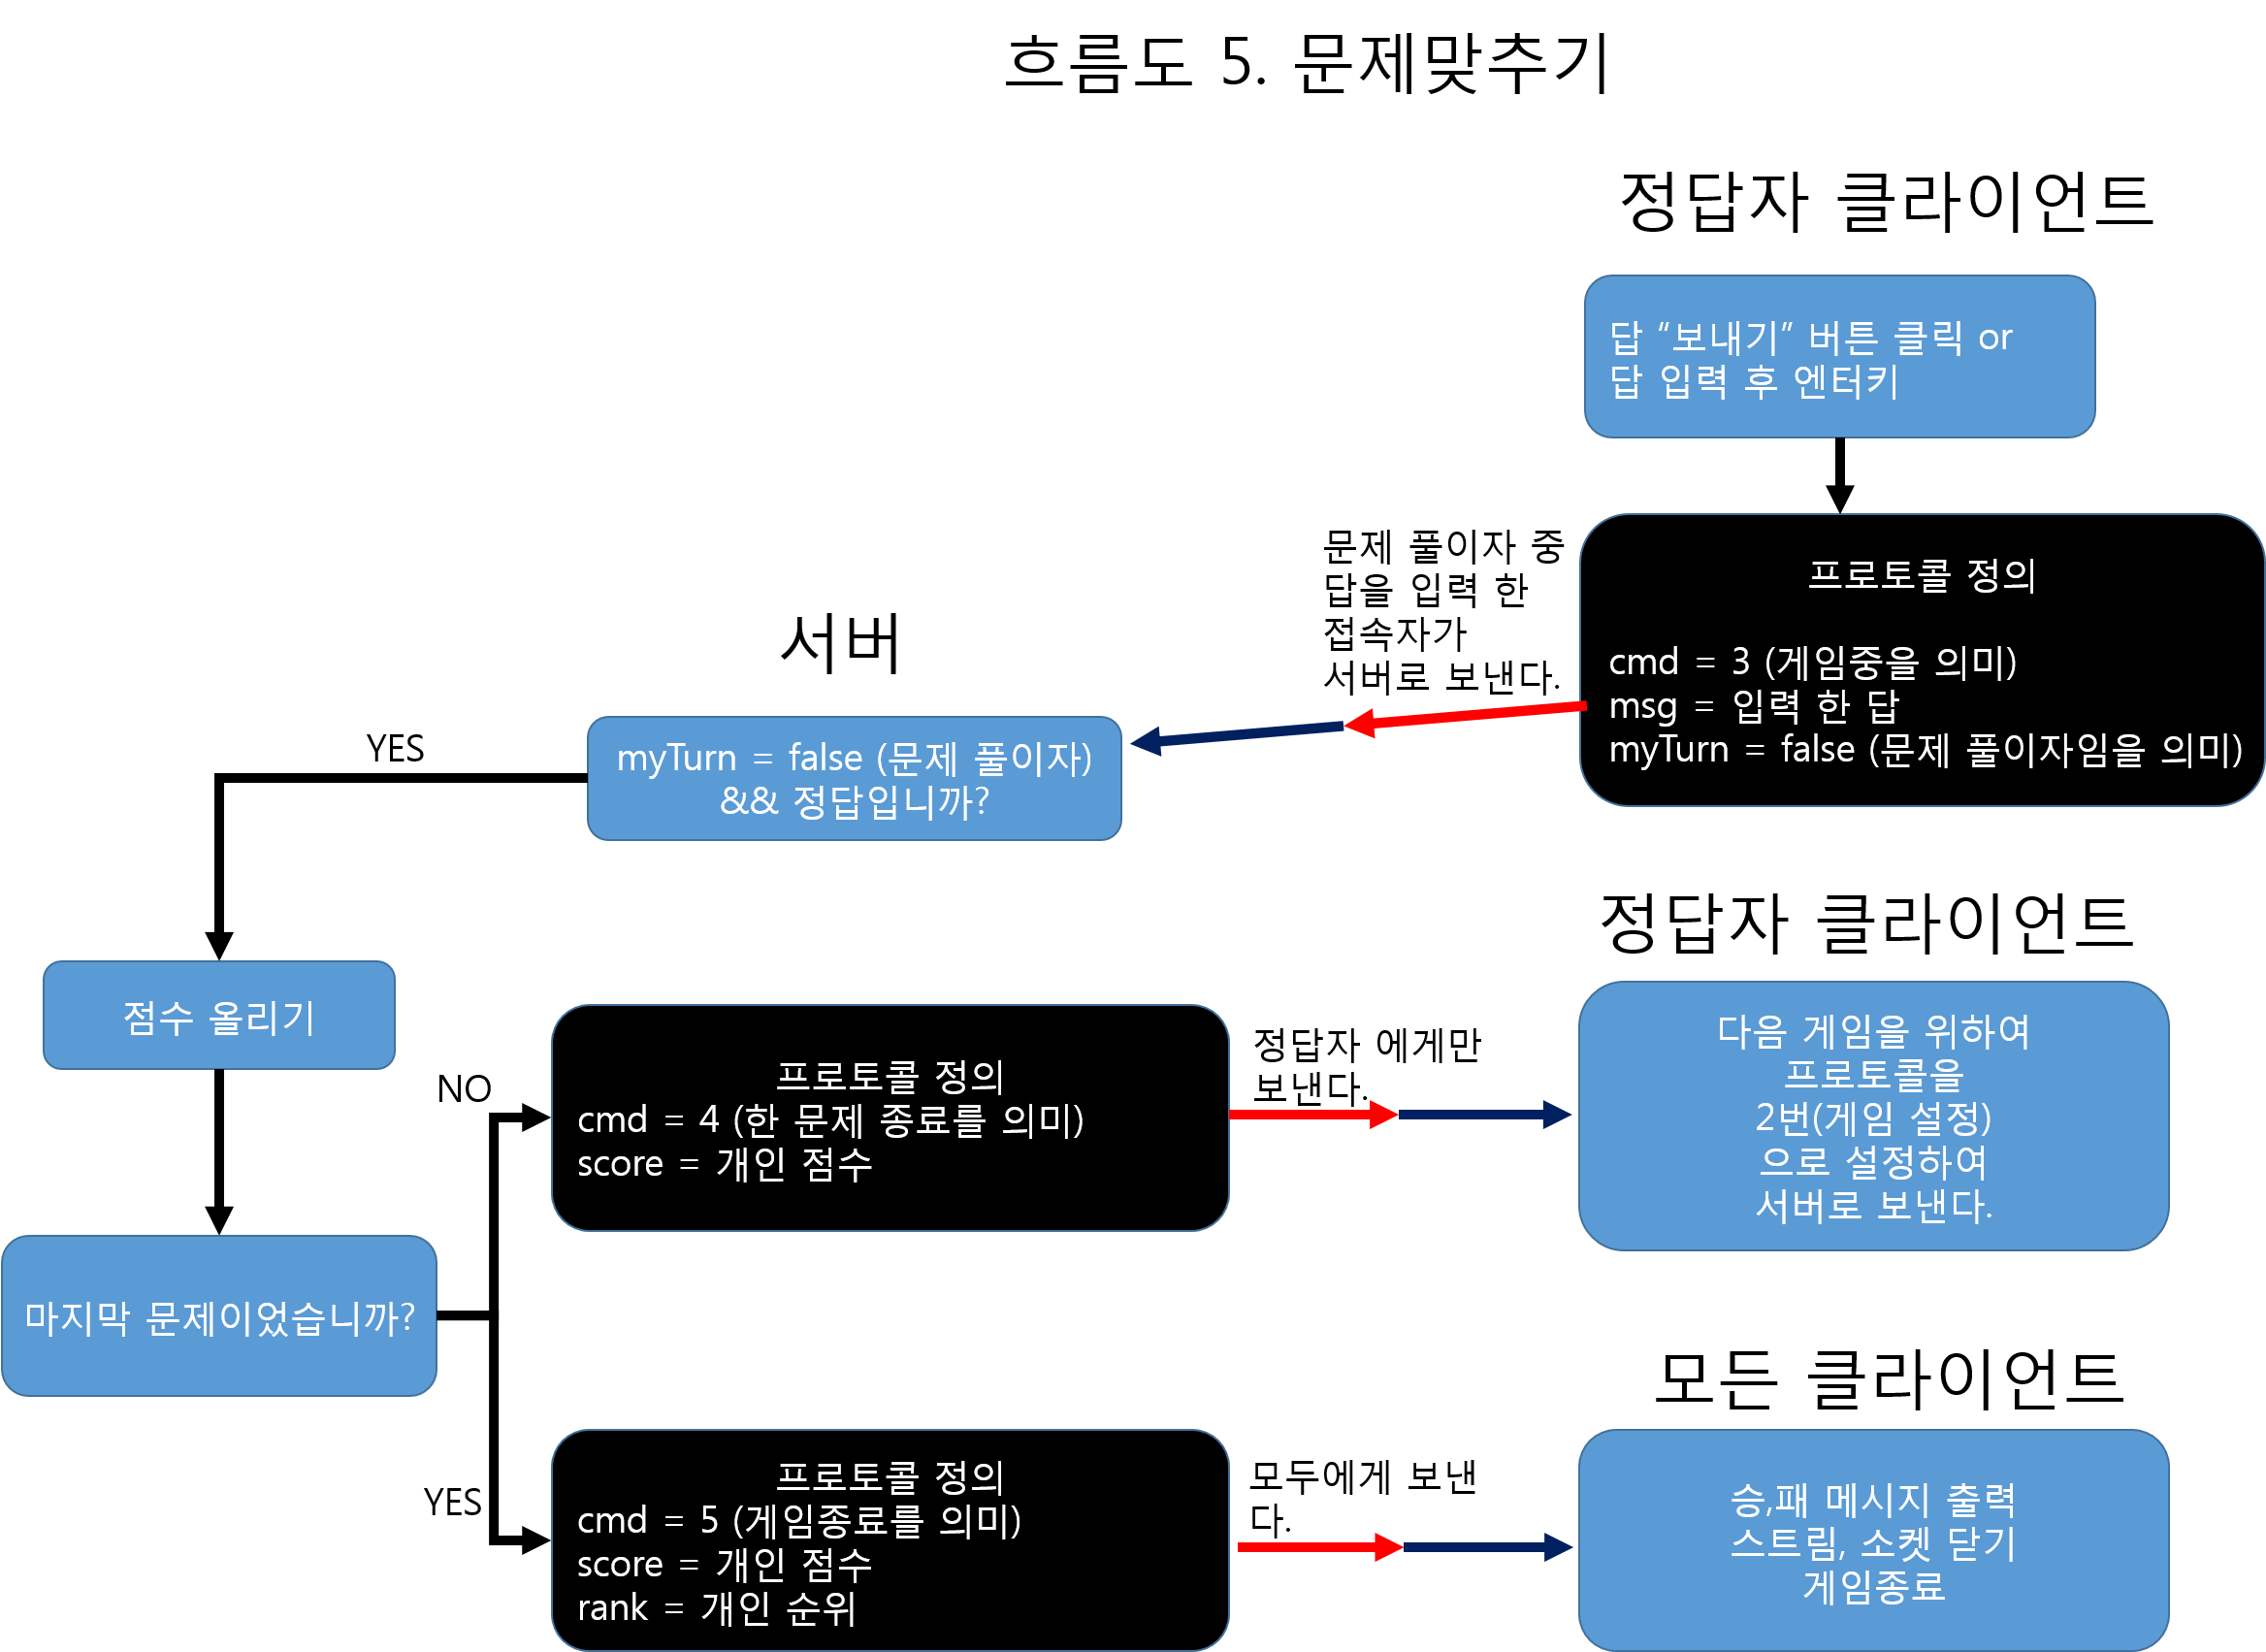 흐름도 5. 문제맞추기
정답자 클라이언트
답 “보내기” 버튼 클릭 or
답 입력 후 엔터키
프로토콜 정의
cmd = 3 (게임중을 의미)
msg = 입력 한 답
myTurn = false (문제 풀이자임을 의미)
문제 풀이자 중
답을 입력 한
접속자가
서버로 보낸다.
서버
myTurn = false (문제 풀이자)
&& 정답입니까?
YES
점수 올리기
마지막 문제이었습니까?
NO
프로토콜 정의
cmd = 4 (한 문제 종료를 의미)
score = 개인 점수
정답자 에게만
보낸다.
정답자 클라이언트
다음 게임을 위하여
프로토콜을
2번(게임 설정)
으로 설정하여
서버로 보낸다.
YES
프로토콜 정의
cmd = 5 (게임종료를 의미)
score = 개인 점수
rank = 개인 순위
모두에게 보낸
다.
모든 클라이언트
승,패 메시지 출력
스트림, 소켓 닫기
게임종료